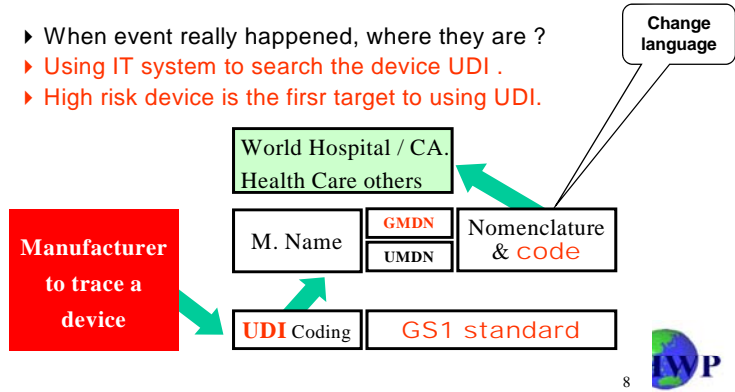 ▸ When event really happened, where they are ?
▸ Using IT system to search the device UDI .
▸ High risk device is the firsr target to using UDI.
Change
language
World Hospital / CA.
Health Care others
Manufacturer
to trace a
device
M. Name
GMDN
UMDN
Nomenclature
& code
UDI Coding
GS1 standard
8
WP